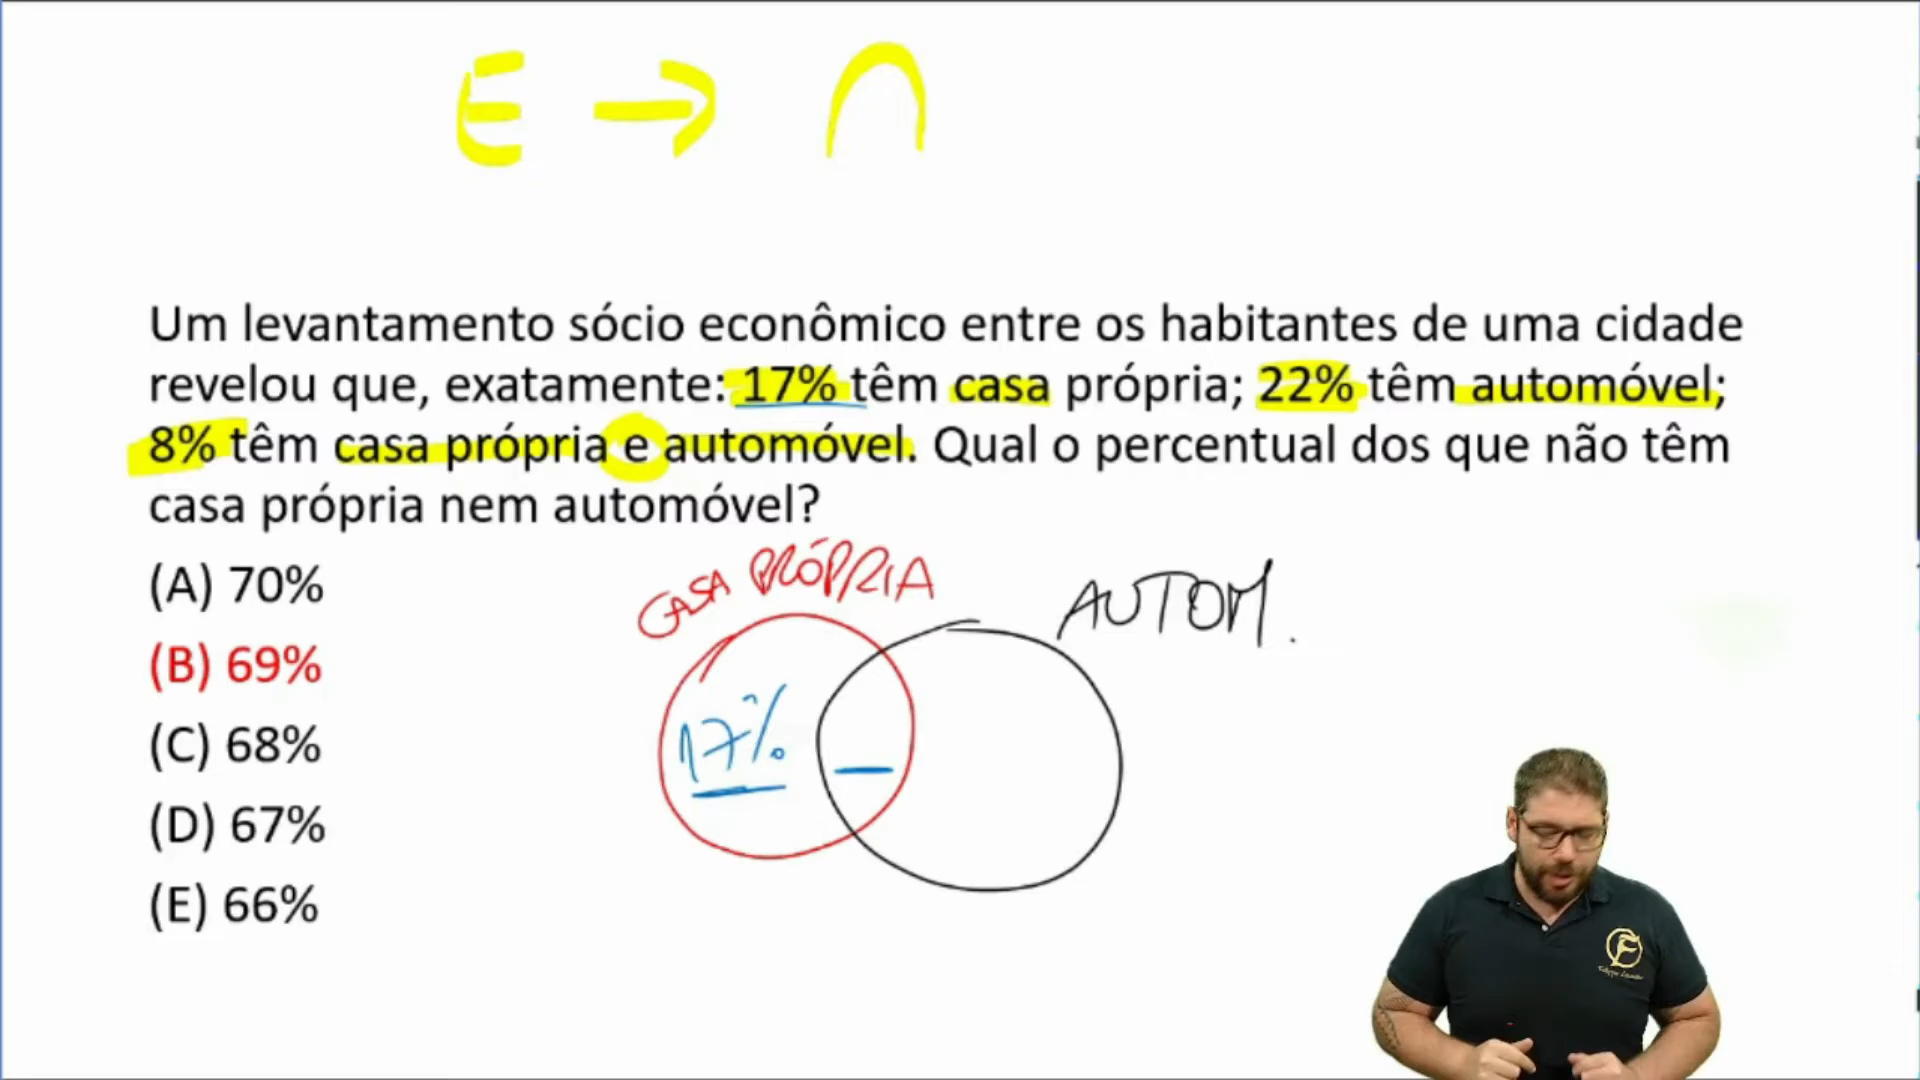 E → ∩
Um levantamento sócio econômico entre os habitantes de uma cidade
revelou que, exatamente: 17% têm casa própria; 22% têm automóvel;
8% têm casa própria e automóvel. Qual o percentual dos que não têm
casa própria nem automóvel?
(A) 70%
(B) 69%
(C) 68%
(D) 67%
(E) 66%
CASA PRÓPRIA
AUTOM.
17%